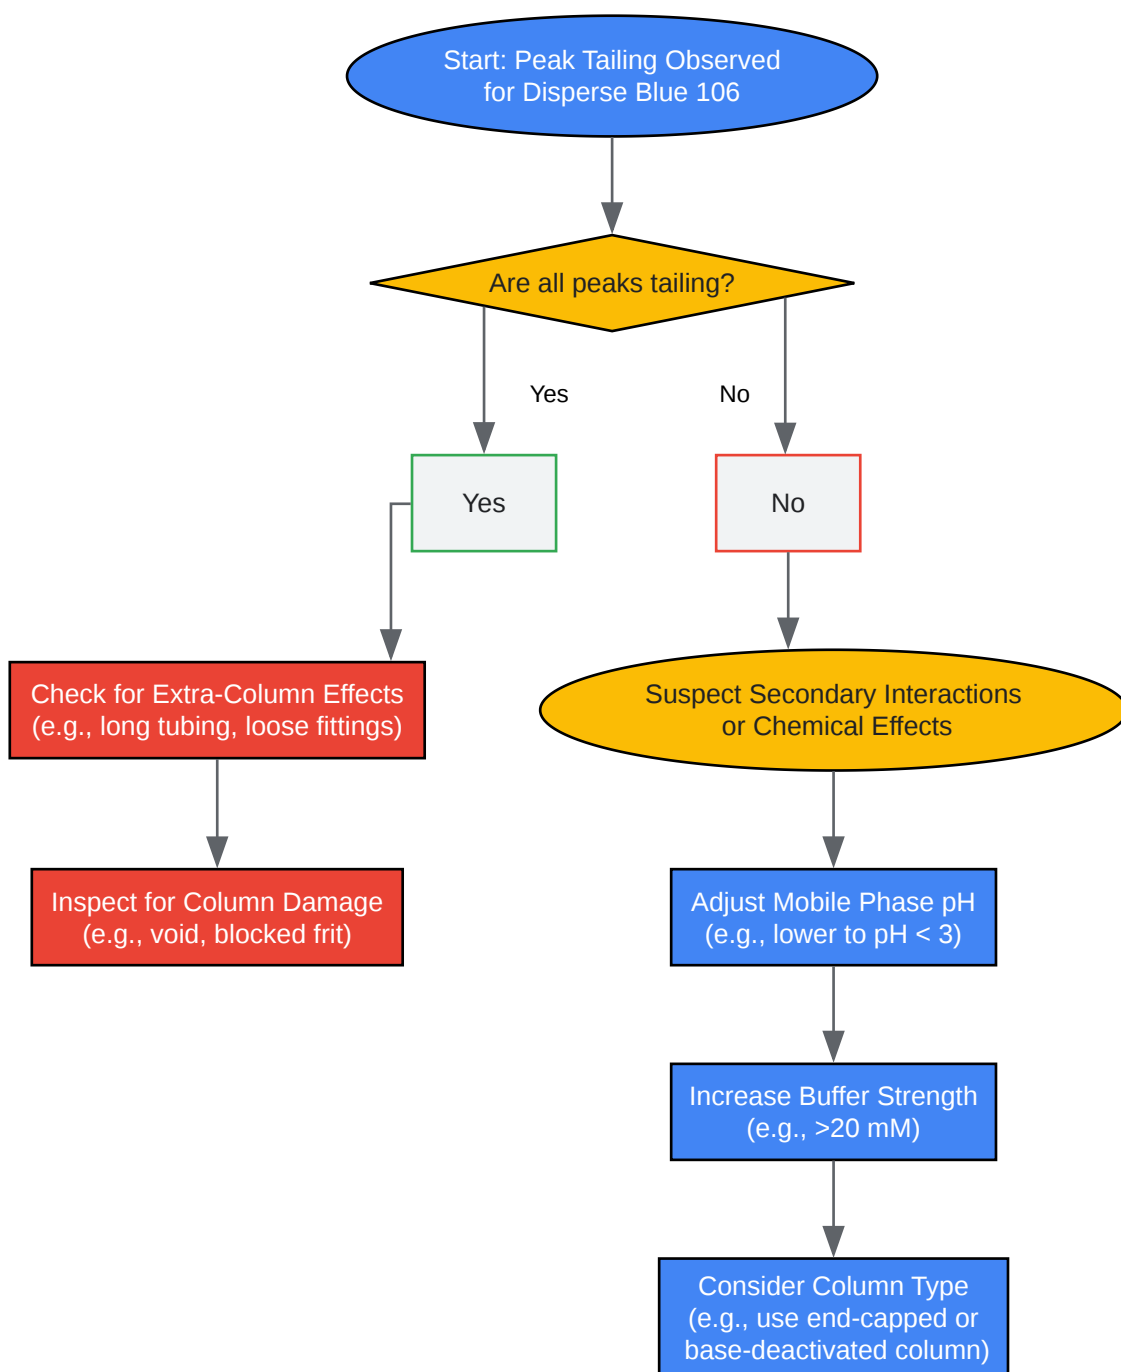 Start: Peak Tailing Observed
for Disperse Blue 106
Are all peaks tailing?
Yes
No
Yes
No
Check for Extra-Column Effects
(e.g., long tubing, loose fittings)
Suspect Secondary Interactions
or Chemical Effects
Inspect for Column Damage
(e.g., void, blocked frit)
Adjust Mobile Phase pH
(e.g., lower to pH < 3)
Increase Buffer Strength
(e.g., >20 mM)
Consider Column Type
(e.g., use end-capped or
base-deactivated column)